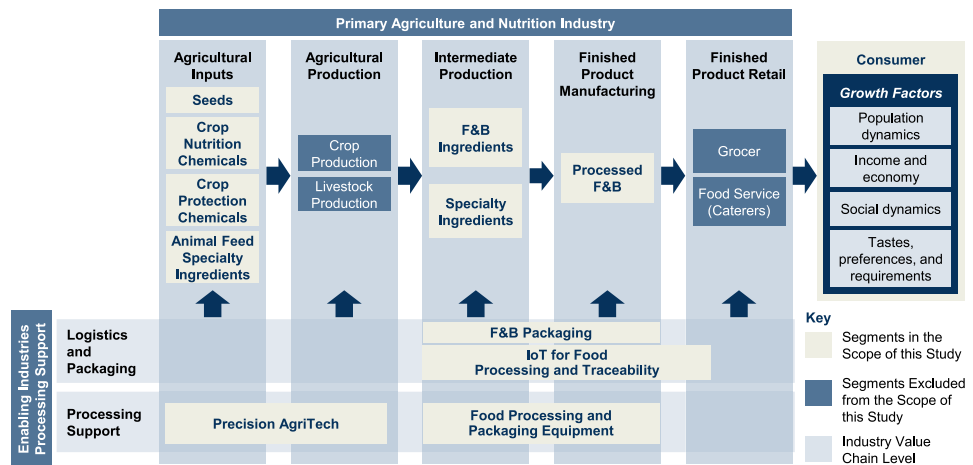 Primary Agriculture and Nutrition Industry
Agricultural
Inputs
Seeds
Crop
Nutrition
Chemicals
Crop
Protection
Chemicals
Animal Feed
Specialty
Ingredients
Agricultural
Production
Crop
Production
Livestock
Production
Intermediate
Production
F&B
Ingredients
Specialty
Ingredients
Finished
Product
Manufacturing
Processed
F&B
Finished
Product Retail
Grocer
Food Service
(Caterers)
Consumer
Growth Factors
Population
dynamics
Income and
economy
Social dynamics
Tastes,
preferences, and
requirements
Enabling Industries
Processing Support
Logistics
and
Packaging
F&B Packaging
IoT for Food
Processing and Traceability
Processing
Support
Precision AgriTech
Food Processing and
Packaging Equipment
Key
Segments in the
Scope of this Study
Segments Excluded
from the Scope of
this Study
Industry Value
Chain Level